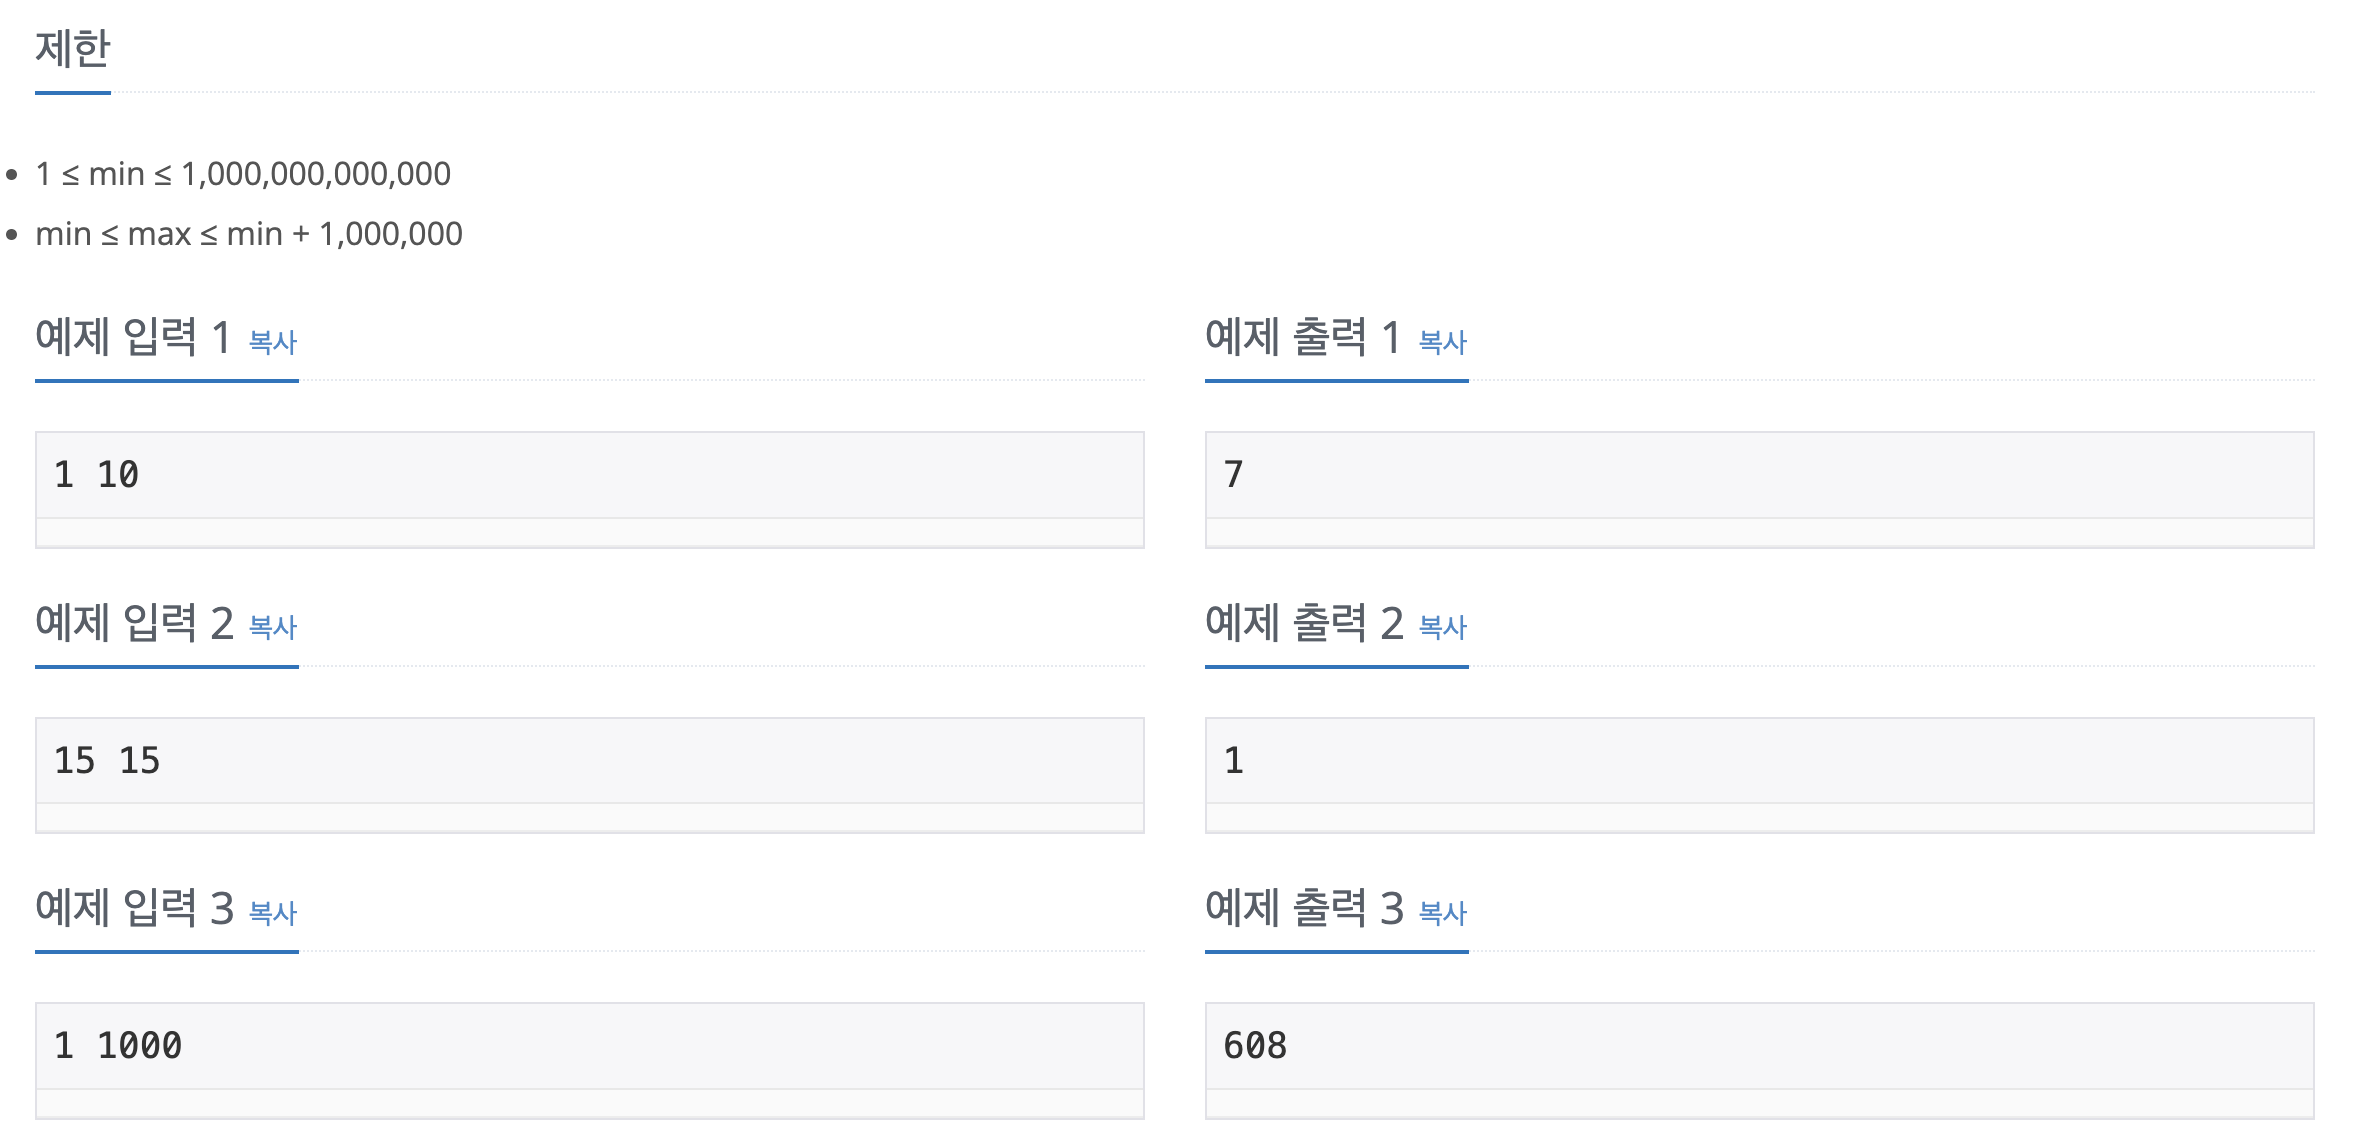 제한
• 1 ≤ min ≤ 1,000,000,000,000
• min ≤ max ≤ min + 1,000,000
예제 입력 1 복사
1 10
예제 출력 1 복사
7
예제 입력 2 복사
15 15
예제 출력 2 복사
1
예제 입력 3 복사
1 1000
예제 출력 3 복사
608